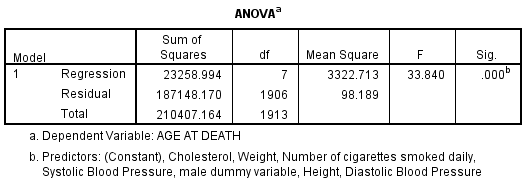 ANOVAa
Model Sum of Squares df Mean Square F Sig.
1 Regression 23258.994 7 3322.713 33.840 .000b
Residual 187148.170 1906 98.189
Total 210407.164 1913
a. Dependent Variable: AGE AT DEATH
b. Predictors: (Constant), Cholesterol, Weight, Number of cigarettes smoked daily,
Systolic Blood Pressure, male dummy variable, Height, Diastolic Blood Pressure